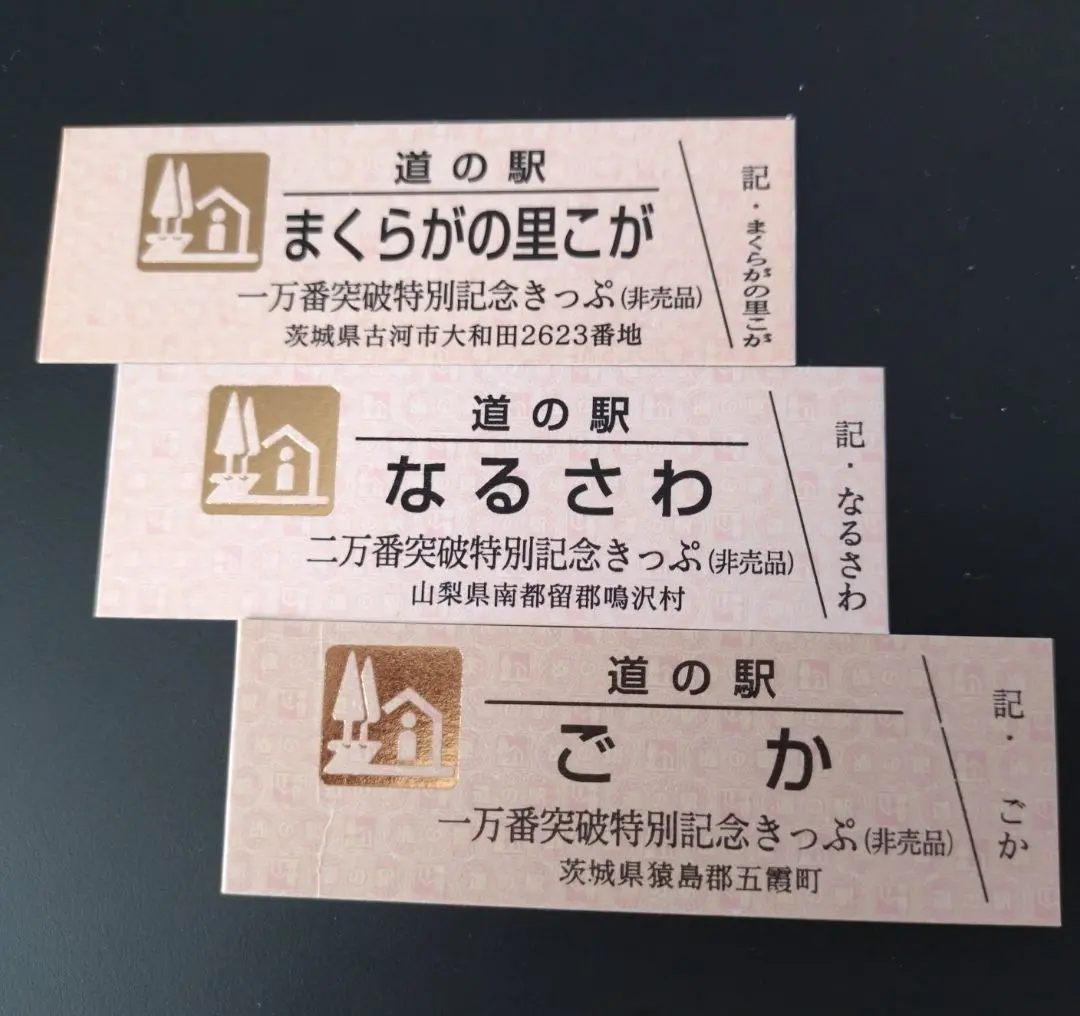 道の駅
まくらがの里こが
一万番突破特別記念きっぷ(非売品)
茨城県古河市大和田2623番地
記・まくらがの里こが
道の駅
なるさわ
二万番突破特別記念きっぷ(非売品)
山梨県南都留郡鳴沢村
記・なるさわ
道の駅
ごか
一万番突破特別記念きっぷ(非売品)
茨城県猿島郡五霞町
記・ごか